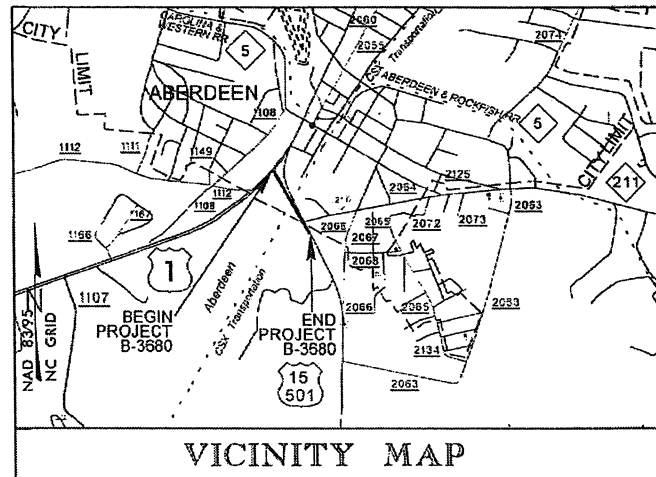 CAROLINA &
WESTERN RR
CITY
LIMIT
5
ABERDEEN
2060
2055
Transportation
2074
CSX
ABERDEEN & ROCKFISH RR
5
CITY LIMIT
211
1108
1149
1111
1112
1112
1108
1167
1166
2125
2064
2053
2072
2073
2066
2065
2067
2068
2066
2065
2063
2134
2063
1
1107
BEGIN
PROJECT
B-3680
Aberdeen
CSX Transportation
END
PROJECT
B-3680
15
501
NAD 83/95
NC GRID
VICINITY MAP